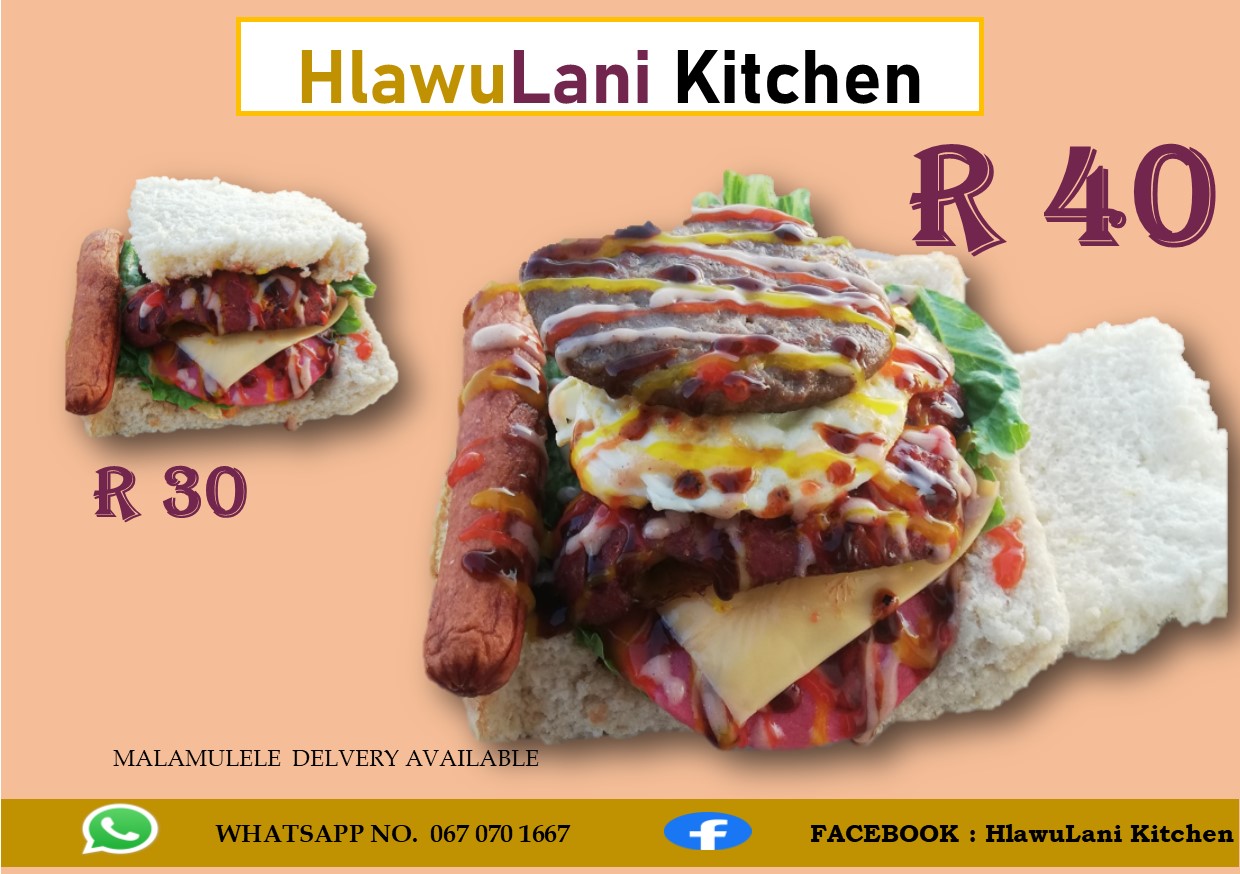 HlawuLani Kitchen
R 40
R 30
MALAMULELE DELVERY AVAILABLE
WHATSAPP NO. 067 070 1667
FACEBOOK : HlawuLani Kitchen